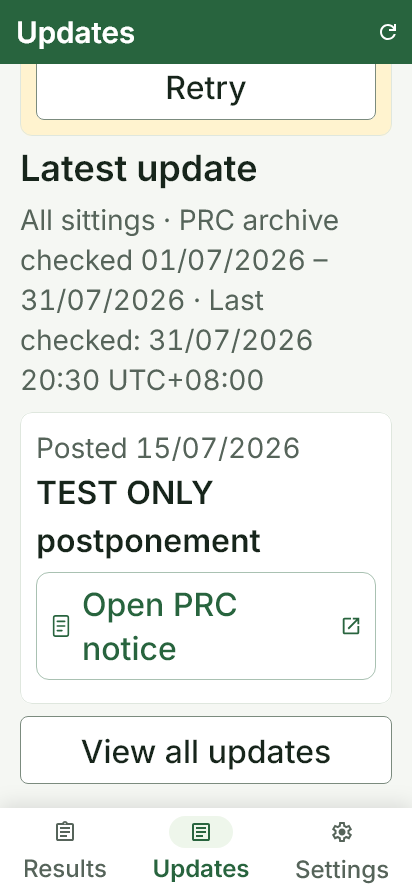 Updates
Retry
Latest update
All sittings · PRC archive
checked 01/07/2026 –
31/07/2026 · Last
checked: 31/07/2026
20:30 UTC+08:00
Posted 15/07/2026
TEST ONLY
postponement
Open PRC
notice
View all updates
Results
Updates
Settings